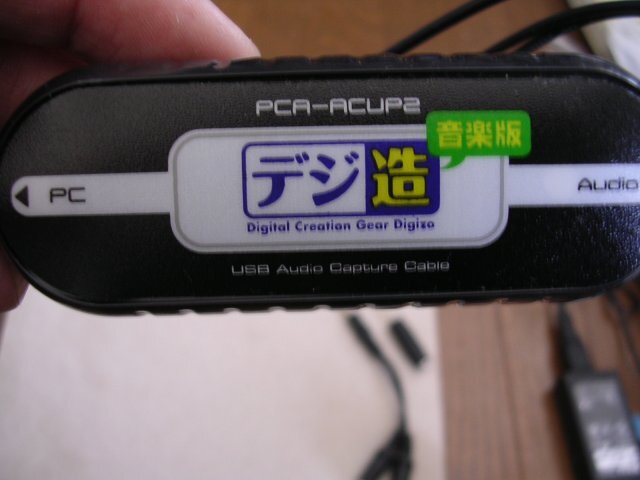 PCA-ACUP2
音楽版
デジ造
PC
Audio
Digital Creation Gear Digizo
USB Audio Capture Cable